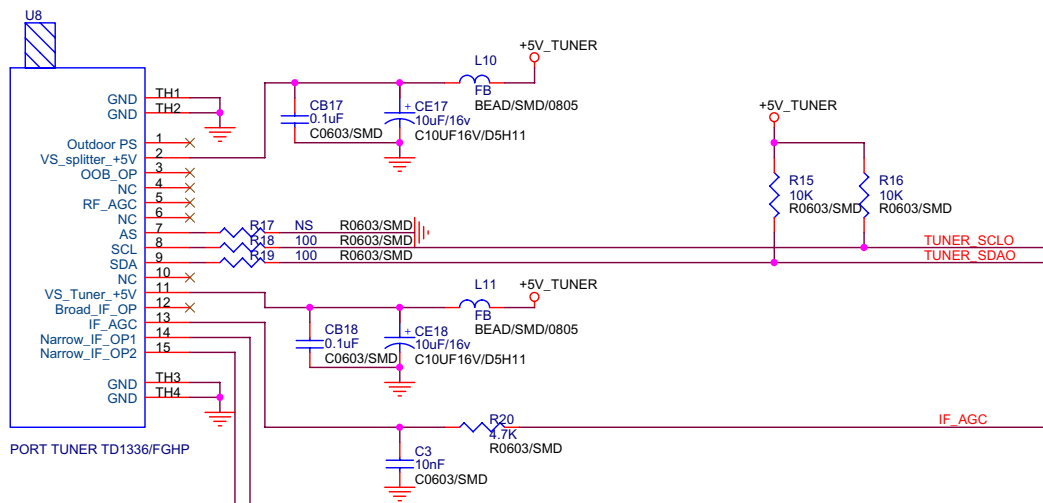 U8
GND TH1
GND TH2
Outdoor PS 1
VS_splitter_+5V 2
OOB_OP 3
NC 4
RF_AGC 5
NC 6
AS 7
SCL 8
SDA 9
NC 10
VS_Tuner_+5V 11
Broad_IF_OP 12
IF_AGC 13
Narrow_IF_OP1 14
Narrow_IF_OP2 15
GND TH3
GND TH4
PORT TUNER TD1336/FGHP
+5V_TUNER
L10
FB
BEAD/SMD/0805
CB17
0.1uF
C0603/SMD
+ CE17
10uF/16v
C10UF16V/D5H11
+5V_TUNER
R15
10K
R0603/SMD
R16
10K
R0603/SMD
R17 NS R0603/SMD
R18 100 R0603/SMD
R19 100 R0603/SMD
TUNER_SCLO
TUNER_SDAO
+5V_TUNER
L11
FB
BEAD/SMD/0805
CB18
0.1uF
C0603/SMD
+ CE18
10uF/16v
C10UF16V/D5H11
R20
4.7K
R0603/SMD
IF_AGC
C3
10nF
C0603/SMD